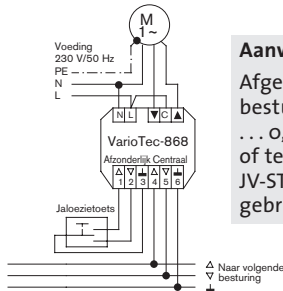 M
1~
Voeding
230 V/50 Hz
PE
N
L
N L ▼ C ▲
VarioTec-868
Afzonderlijk Centraal
△ ▽ ⏚ △ ▽ ⏚
1 2 3 4 5 6
Jaloezietoets
△ Naar volgende
▽ besturing
⏚
Aanv
Afge
bestu
. . . o,
of te
JV-ST
gebr